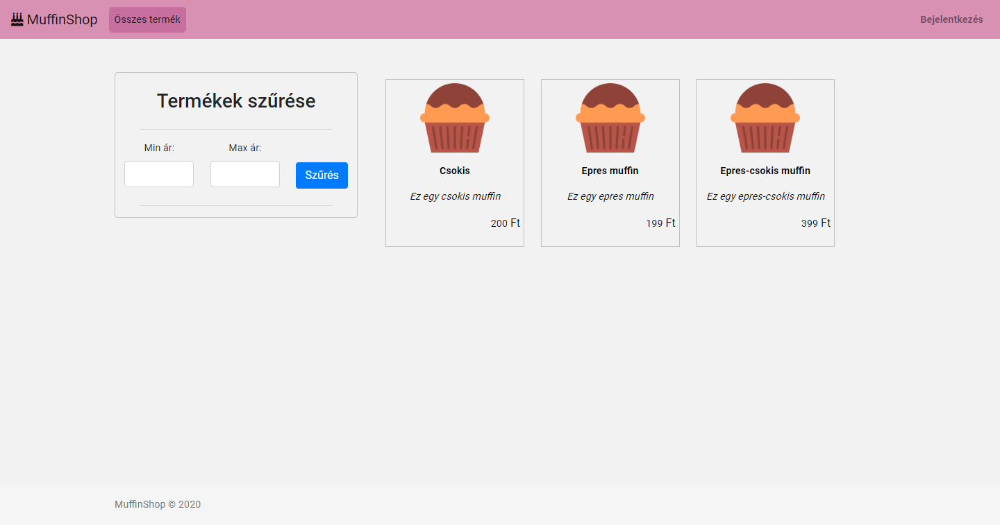 MuffinShop Összes termék Bejelentkezés
Termékek szűrése
Min ár: Max ár:
Szűrés
Csokis
Ez egy csokis muffin
200 Ft
Epres muffin
Ez egy epres muffin
199 Ft
Epres-csokis muffin
Ez egy epres-csokis muffin
399 Ft
MuffinShop © 2020